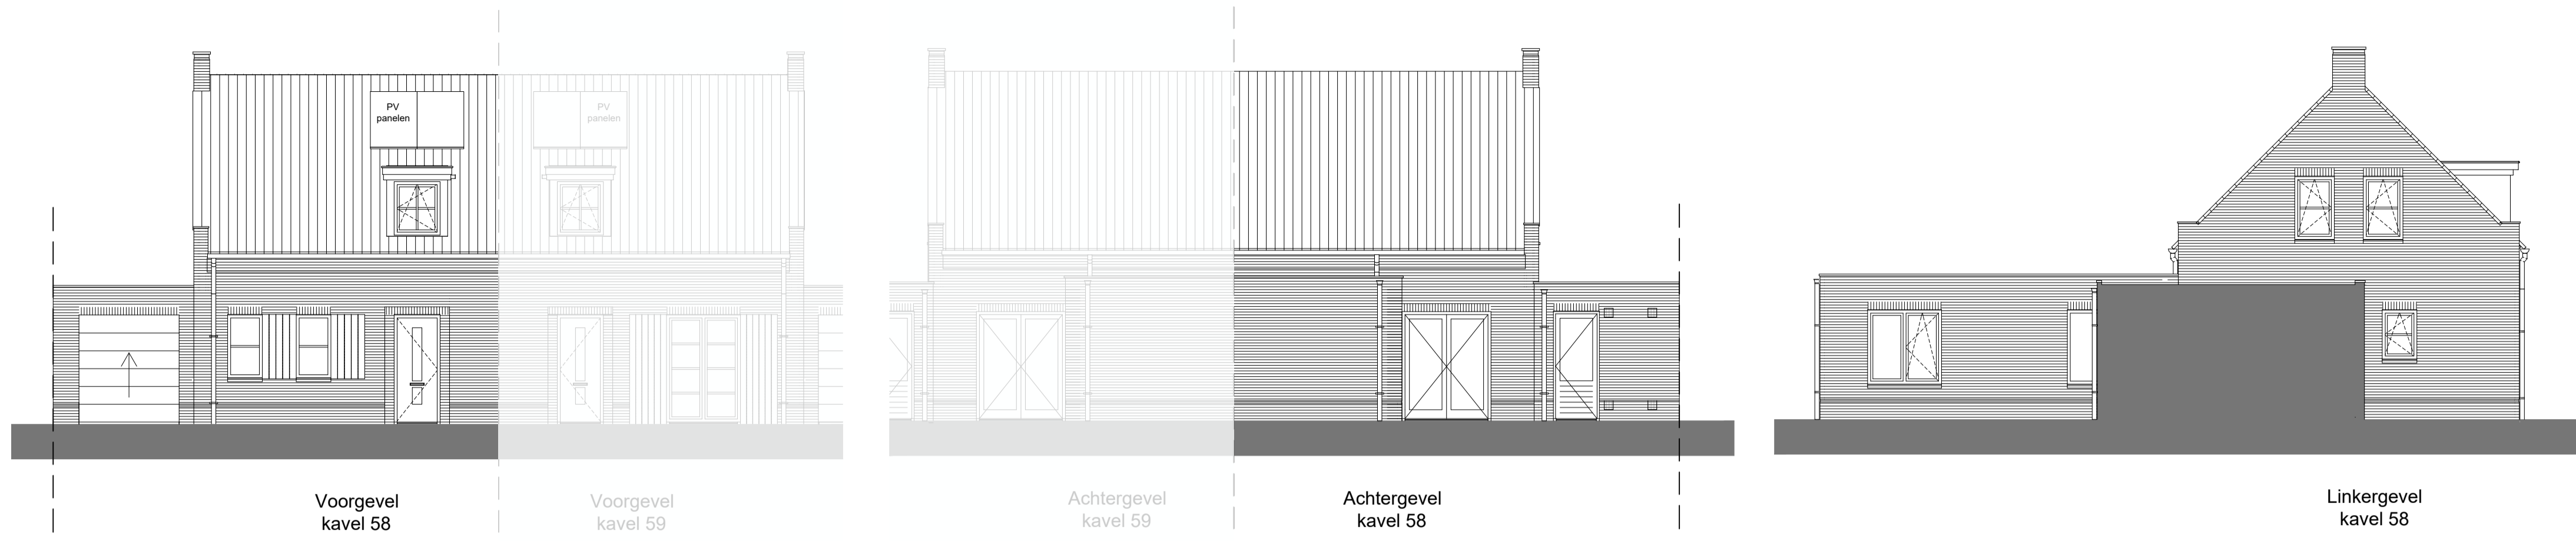 PV
panelen
PV
panelen
Voorgevel
kavel 58
Voorgevel
kavel 59
Achtergevel
kavel 59
Achtergevel
kavel 58
Linkergevel
kavel 58